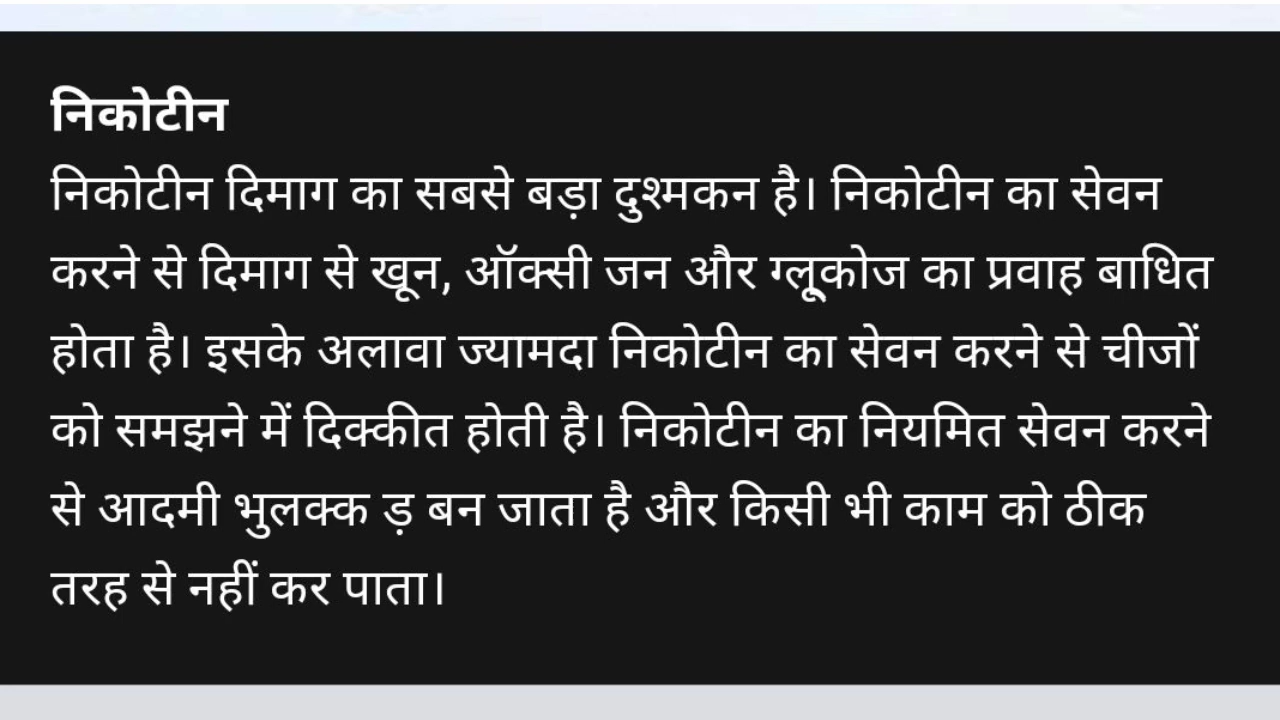 निकोटीन
निकोटीन दिमाग का सबसे बड़ा दुश्मकन है। निकोटीन का सेवन
करने से दिमाग से खून, ऑक्सी जन और ग्लूकोज का प्रवाह बाधित
होता है। इसके अलावा ज्यामदा निकोटीन का सेवन करने से चीजों
को समझने में दिक्कीत होती है। निकोटीन का नियमित सेवन करने
से आदमी भुलक्क ड़ बन जाता है और किसी भी काम को ठीक
तरह से नहीं कर पाता।